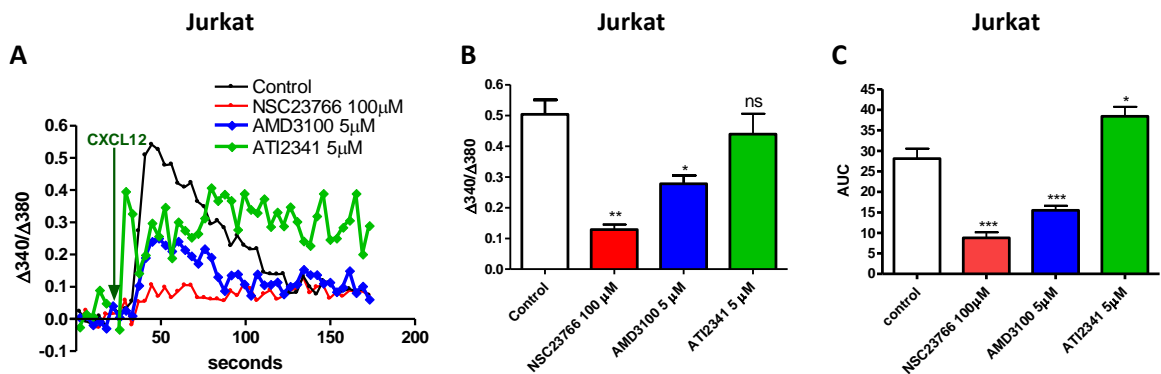 Jurkat
A
Control
NSC23766 100μM
AMD3100 5μM
ATI2341 5μM
CXCL12
0.6
0.5
0.4
0.3
0.2
0.1
0.0
-0.1
50
100
150
200
Δ340/Δ380
seconds
Jurkat
B
Δ340/Δ380
0.6
0.5
0.4
0.3
0.2
0.1
0.0
**
*
ns
Control
NSC23766 100 μM
AMD3100 5 μM
ATI2341 5 μM
Jurkat
C
AUC
45
40
35
30
25
20
15
10
5
0
***
***
*
control
NSC23766 100μM
AMD3100 5μM
ATI2341 5μM